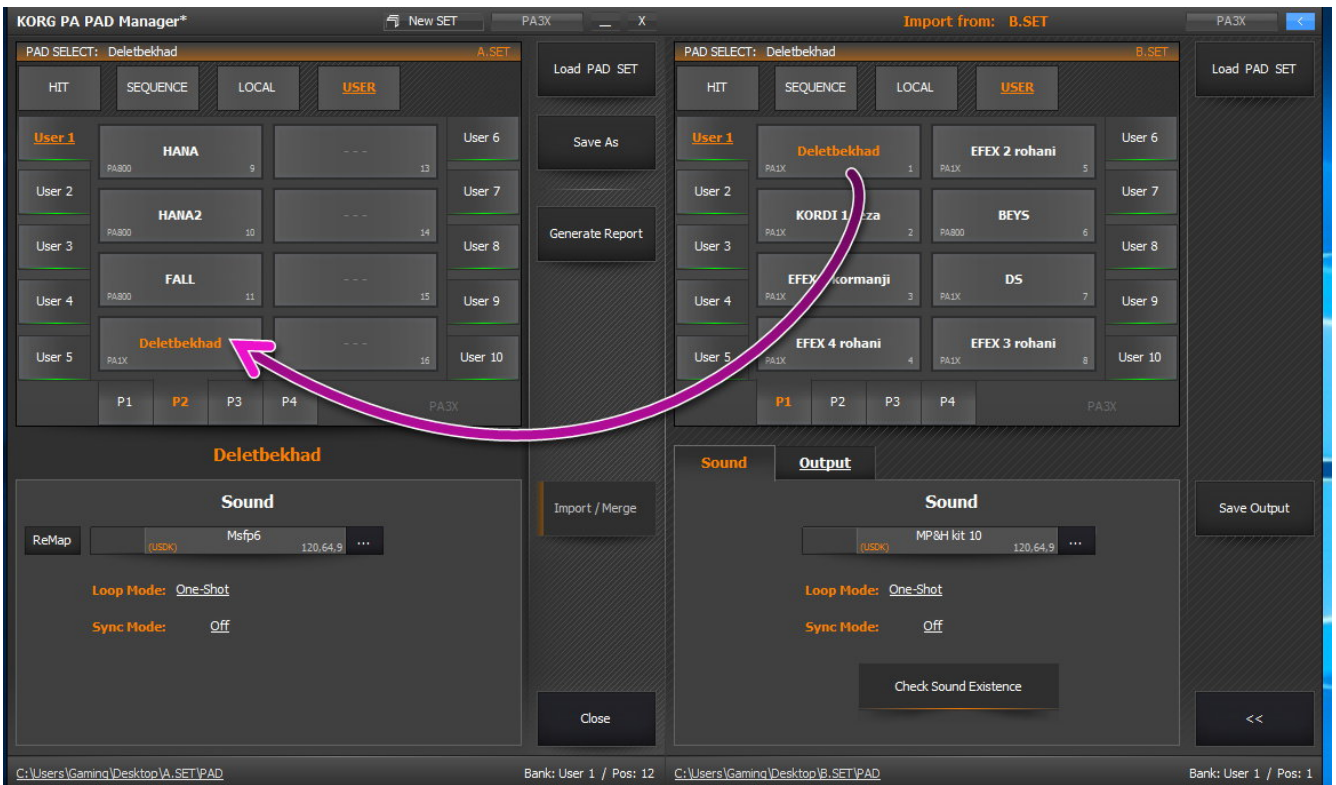 KORG PA PAD Manager*
New SET
PA3X
_
X
PAD SELECT: Deletbekhad
A.SET
HIT
SEQUENCE
LOCAL
USER
User 1
User 2
User 3
User 4
User 5
HANA
PA800
9
- - -
13
HANA2
PA800
10
- - -
14
FALL
PA800
11
- - -
15
Deletbekhad
PA1X
- - -
16
User 6
User 7
User 8
User 9
User 10
P1
P2
P3
P4
PA3X
Load PAD SET
Save As
Generate Report
Import / Merge
Close
Deletbekhad
Sound
ReMap
Msfp6
(USDK)
120,64,9
...
Loop Mode: One-Shot
Sync Mode: Off
C:\Users\Gaming\Desktop\A.SET\PAD
Bank: User 1 / Pos: 12
Import from: B.SET
PA3X
<
PAD SELECT: Deletbekhad
B.SET
HIT
SEQUENCE
LOCAL
USER
User 1
User 2
User 3
User 4
User 5
Deletbekhad
PA1X
1
EFEX 2 rohani
PA1X
5
KORDI 1
PA1X
2
BEYS
PA800
6
kormanji
PA1X
3
DS
PA1X
7
EFEX 4 rohani
PA1X
4
EFEX 3 rohani
PA1X
8
User 6
User 7
User 8
User 9
User 10
P1
P2
P3
P4
PA3X
Load PAD SET
Save Output
<<
Sound
Output
Sound
MP&H kit 10
(USDK)
120,64,9
...
Loop Mode: One-Shot
Sync Mode: Off
Check Sound Existence
C:\Users\Gaming\Desktop\B.SET\PAD
Bank: User 1 / Pos: 1